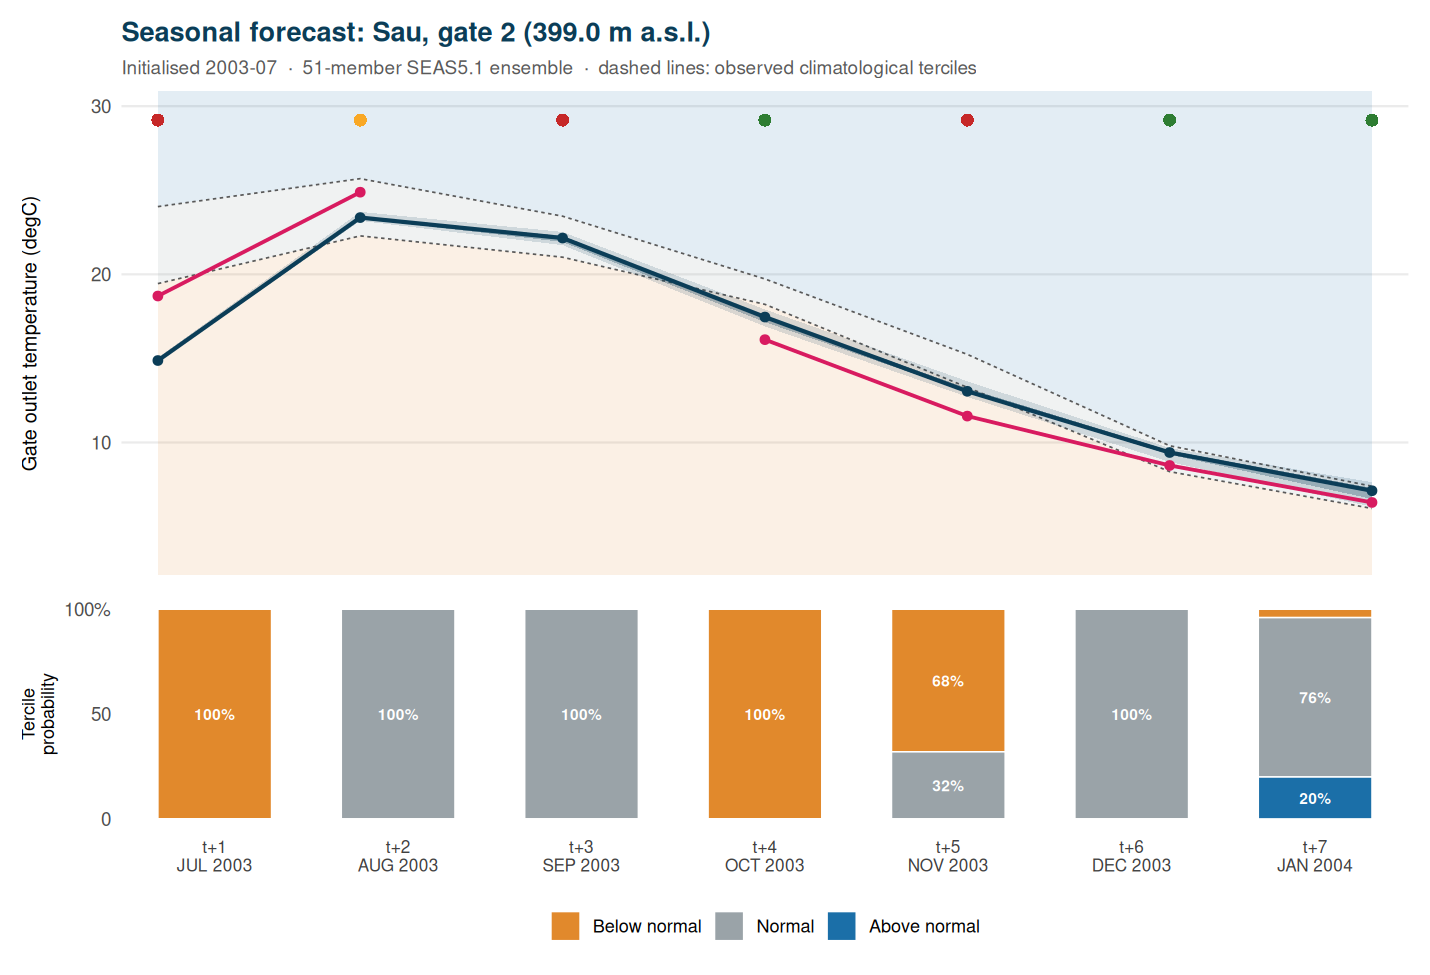 Seasonal forecast: Sau, gate 2 (399.0 m a.s.l.)
Initialised 2003-07 · 51-member SEAS5.1 ensemble · dashed lines: observed climatological terciles
30
20
10
Gate outlet temperature (degC)
100%
50
0
Tercile
probability
100%
100%
100%
100%
68%
32%
100%
76%
20%
t+1
JUL 2003
t+2
AUG 2003
t+3
SEP 2003
t+4
OCT 2003
t+5
NOV 2003
t+6
DEC 2003
t+7
JAN 2004
Below normal
Normal
Above normal